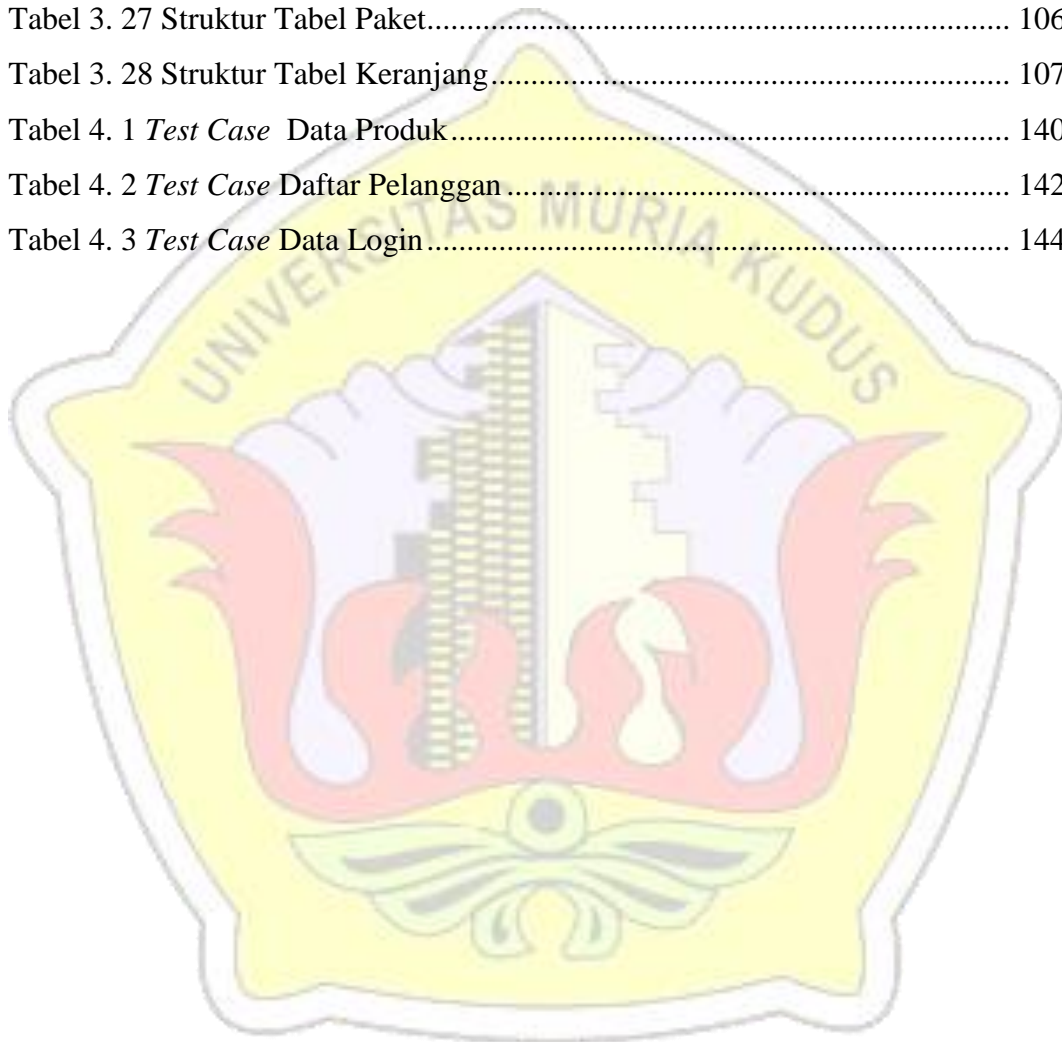 Tabel 3. 27 Struktur Tabel Paket.......................................................................... 106
Tabel 3. 28 Struktur Tabel Keranjang.................................................................. 107
Tabel 4. 1 Test Case  Data Produk....................................................................... 140
Tabel 4. 2 Test Case Daftar Pelanggan................................................................. 142
Tabel 4. 3 Test Case Data Login.......................................................................... 144
UNIVERSITAS MURIA KUDUS